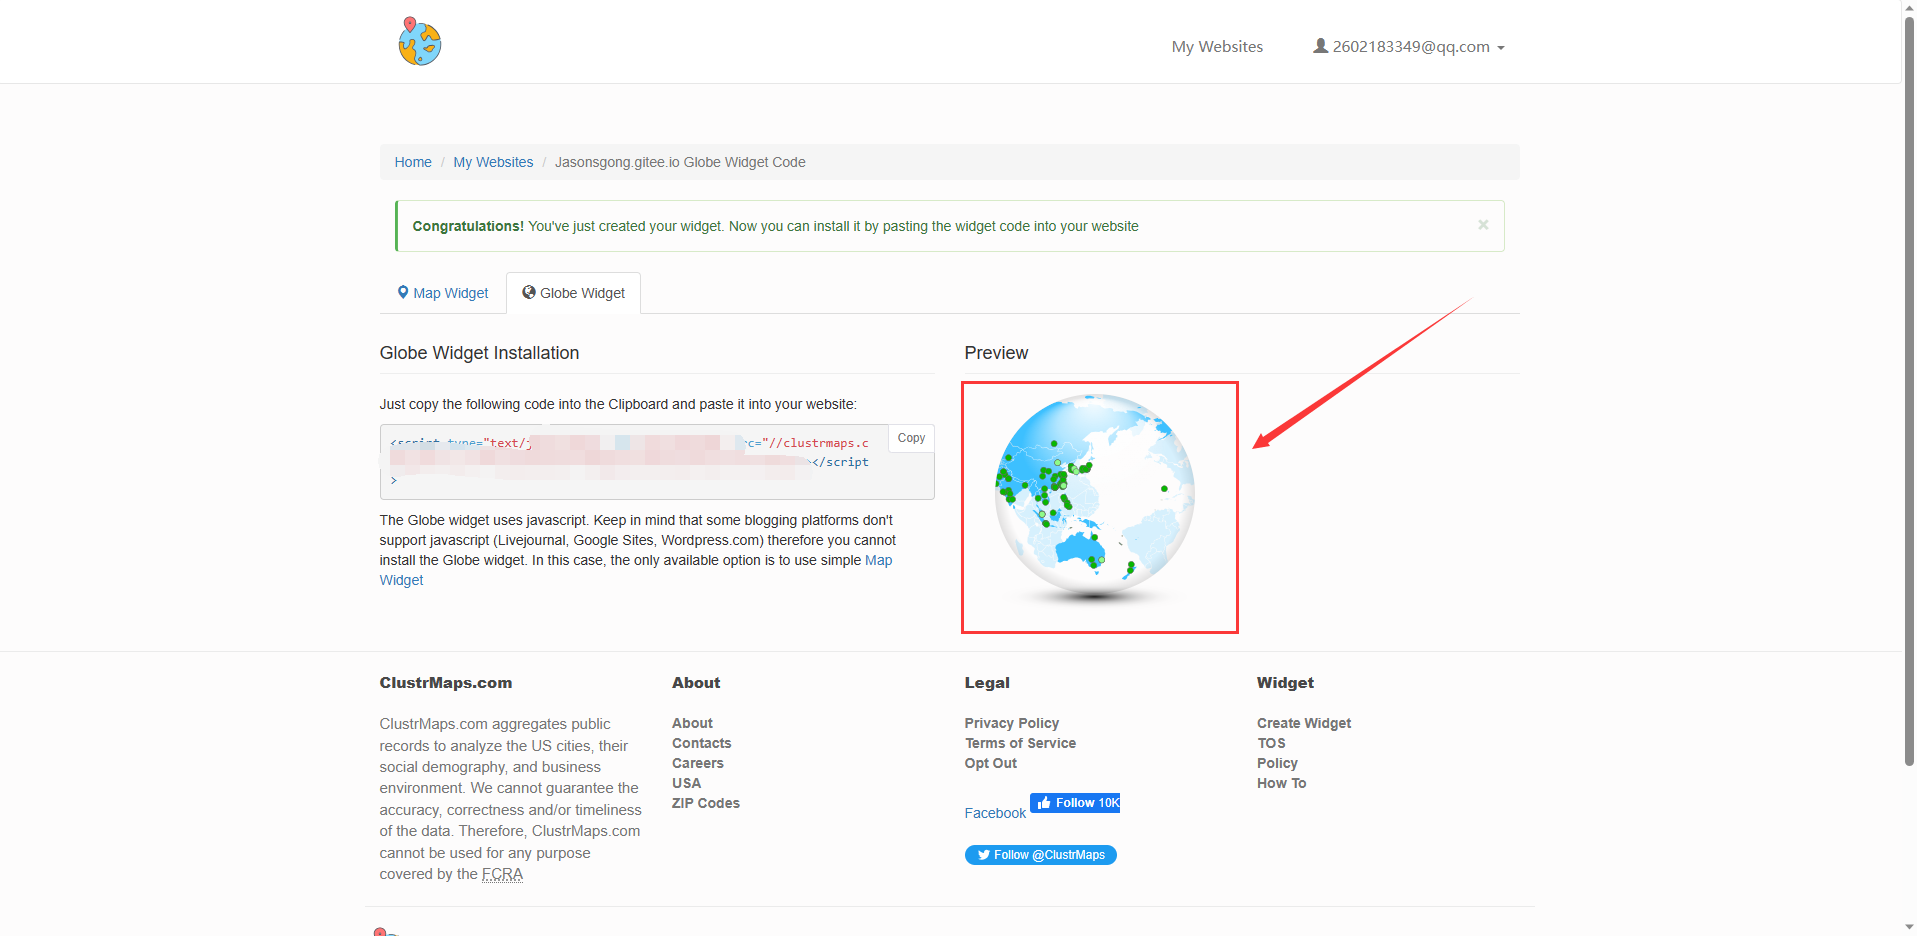 My Websites
2602183349@qq.com
Home / My Websites / Jasonsgong.gitee.io Globe Widget Code
Congratulations! You've just created your widget. Now you can install it by pasting the widget code into your website
×
Map Widget
Globe Widget
Globe Widget Installation
Just copy the following code into the Clipboard and paste it into your website:
<script type="text/ ="//clustrmaps.c
Copy
></script
>
The Globe widget uses javascript. Keep in mind that some blogging platforms don't
support javascript (Livejournal, Google Sites, Wordpress.com) therefore you cannot
install the Globe widget. In this case, the only available option is to use simple Map
Widget
Preview
ClustrMaps.com
ClustrMaps.com aggregates public
records to analyze the US cities, their
social demography, and business
environment. We cannot guarantee the
accuracy, correctness and/or timeliness
of the data. Therefore, ClustrMaps.com
cannot be used for any purpose
covered by the FCRA
About
About
Contacts
Careers
USA
ZIP Codes
Legal
Privacy Policy
Terms of Service
Opt Out
Facebook
Follow 10K
Follow @ClustrMaps
Widget
Create Widget
TOS
Policy
How To